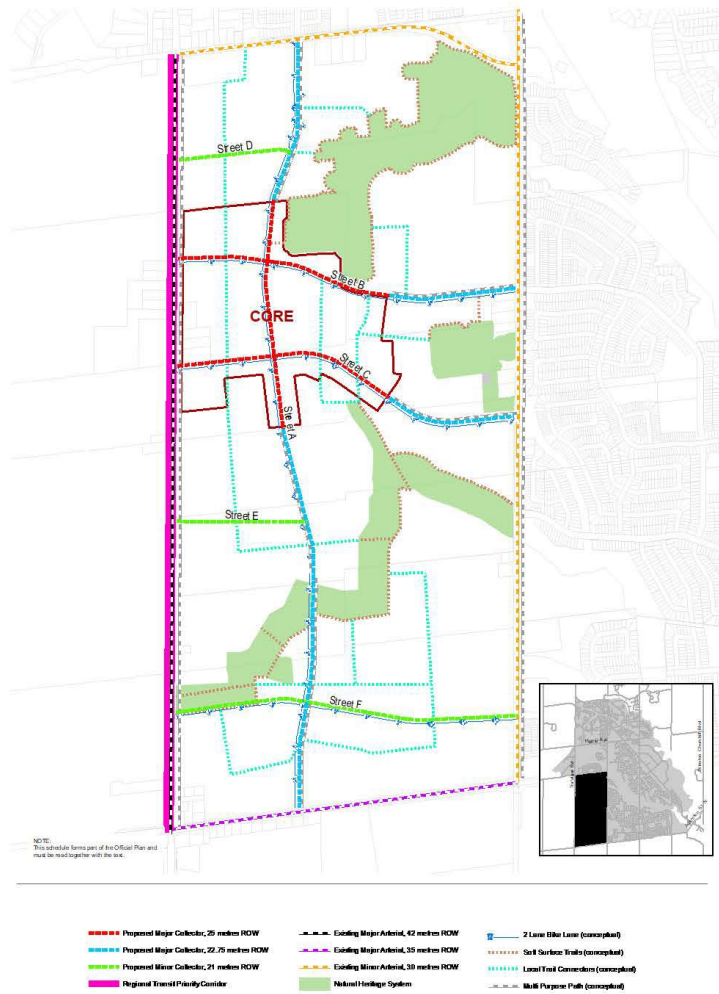 Street D
Street B
CORE
Street C
Street A
Street E
Street F
NOTE:
This schedule forms part of the Official Plan and
must be read together with the text.
Proposed Major Collector, 25 metres ROW
Proposed Major Collector, 22.75 metres ROW
Proposed Minor Collector, 21 metres ROW
Regional Transit Priority Corridor
Existing Major Arterial, 42 metres ROW
Existing Major Arterial, 35 metres ROW
Existing Minor Arterial, 30 metres ROW
Natural Heritage System
2 Lane Bike Lane (conceptual)
Soft Surface Trails (conceptual)
Local Trail Connectors (conceptual)
Multi Purpose Path (conceptual)